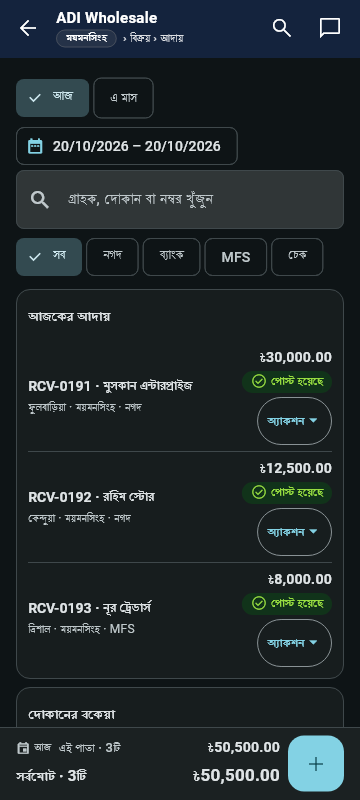 ADI Wholesale
ময়মনসিংহ › বিক্রয় › আদায়
আজ
এ মাস
20/10/2026 – 20/10/2026
গ্রাহক, দোকান বা নম্বর খুঁজুন
সব
নগদ
ব্যাংক
MFS
চেক
আজকের আদায়
৳30,000.00
পোস্ট হয়েছে
RCV-0191 · মুসকান এন্টারপ্রাইজ
ফুলবাড়িয়া · ময়মনসিংহ · নগদ
অ্যাকশন
৳12,500.00
পোস্ট হয়েছে
RCV-0192 · রহিম স্টোর
কেন্দুয়া · ময়মনসিংহ · নগদ
অ্যাকশন
৳8,000.00
পোস্ট হয়েছে
RCV-0193 · নূর ট্রেডার্স
ত্রিশাল · ময়মনসিংহ · MFS
অ্যাকশন
দোকানের বকেয়া
আজ এই পাতা · 3টি ৳50,500.00
সর্বমোট · 3টি ৳50,500.00